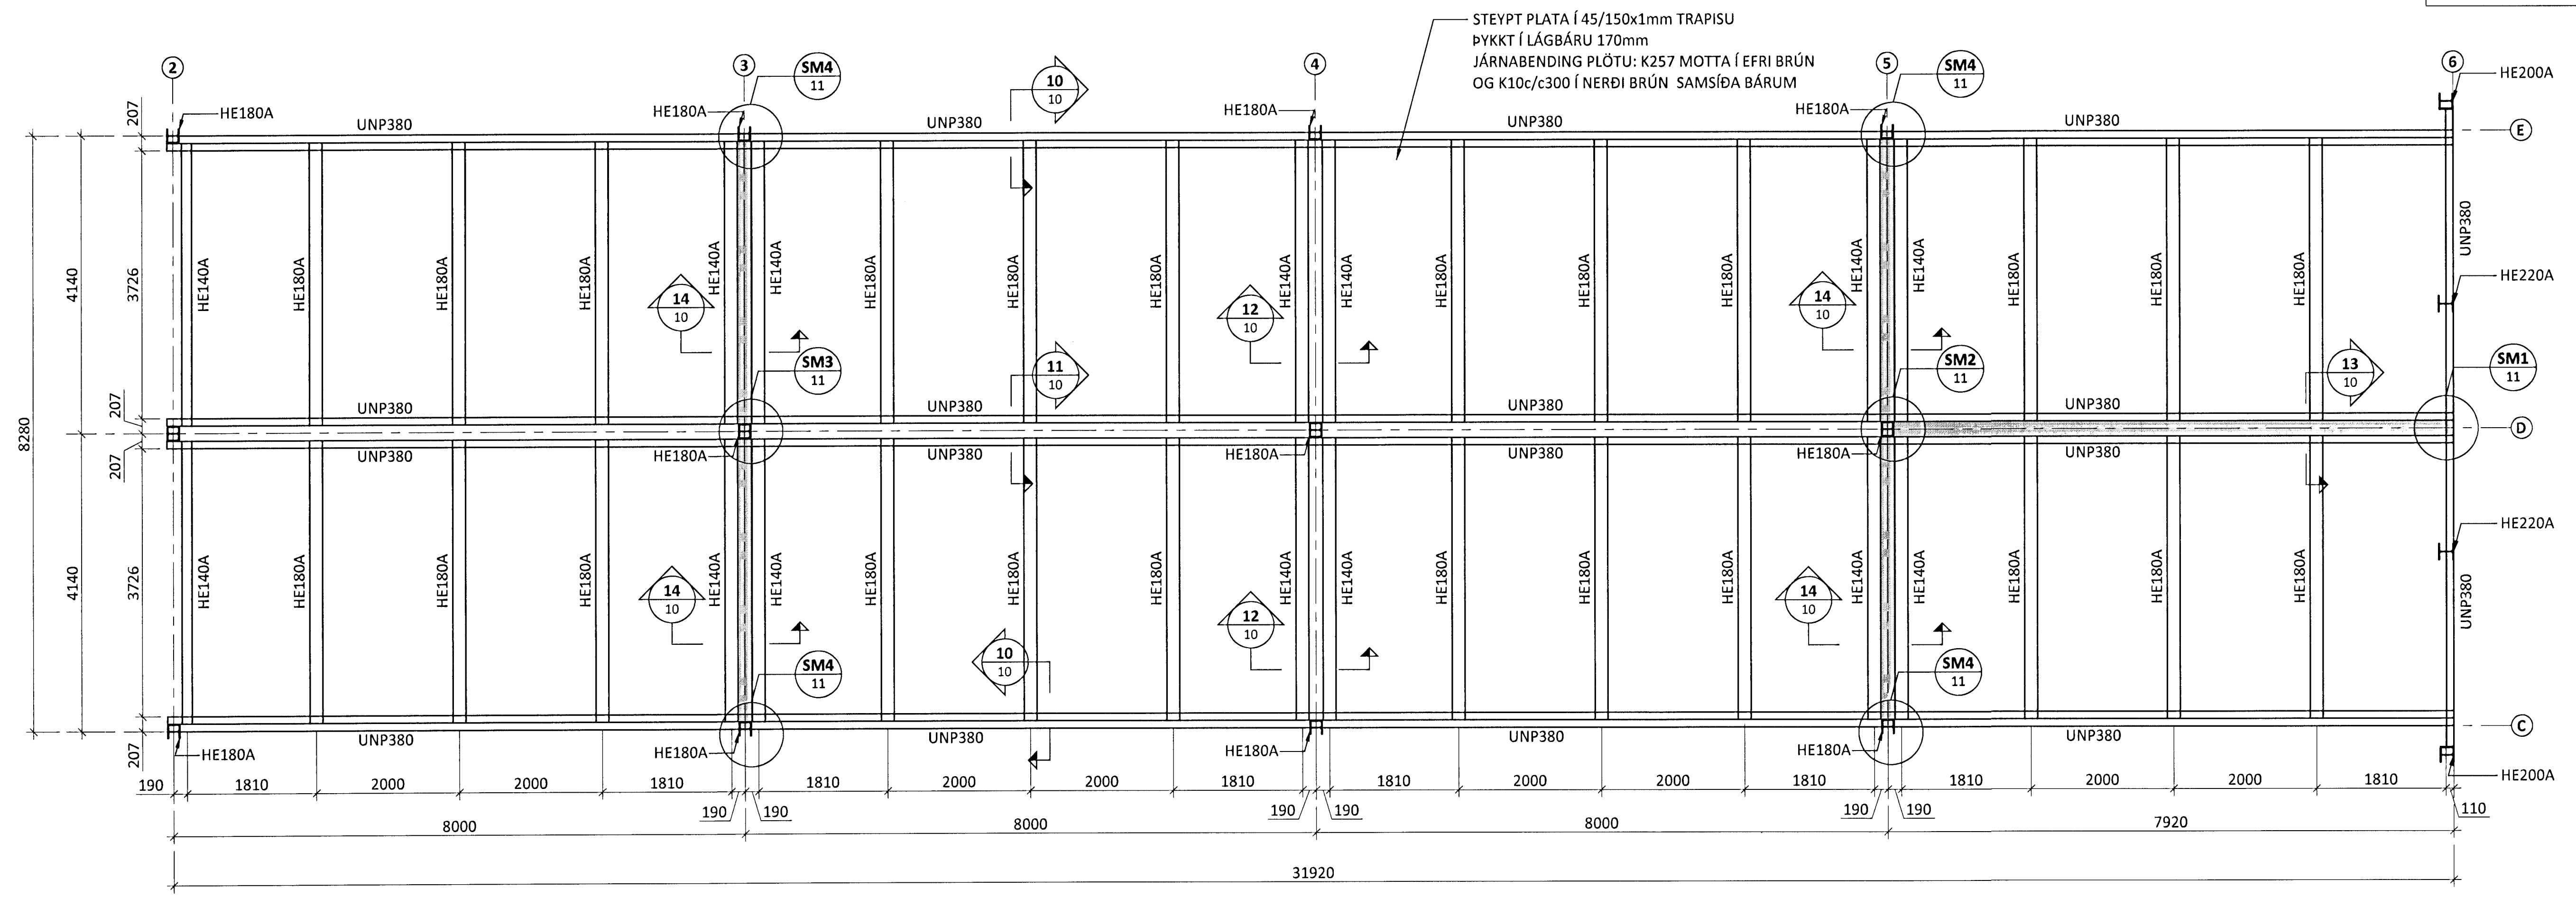 STEYPT PLATA Í 45/150x1mm TRAPISU
ÞYKKT Í LÁGBÁRU 170mm
JÁRNABENDING PLÖTU: K257 MOTTA Í EFRI BRÚN
OG K10c/c300 Í NERÐI BRÚN SAMSÍÐA BÁRUM
2 3 SM4 11 10 10 4 5 SM4 11 6
HE200A
HE180A HE180A HE180A HE180A
UNP380 UNP380 UNP380 UNP380
E
207
4140
3726
8280
HE140A HE180A HE180A HE180A HE140A HE140A HE180A HE180A HE180A HE140A HE140A HE180A HE180A HE180A HE140A HE140A HE180A HE180A HE180A UNP380
HE220A
14 10 12 10 14 10
SM3 11 11 10 SM2 11 13 10 SM1 11
207
UNP380 UNP380 UNP380 UNP380
D
UNP380 UNP380 UNP380 UNP380
HE180A HE180A HE180A
207
HE220A
4140
3726
HE140A HE180A HE180A HE180A HE140A HE140A HE180A HE180A HE180A HE140A HE140A HE180A HE180A HE180A HE140A HE140A HE180A HE180A HE180A UNP380
14 10 12 10 14 10
SM4 11 10 10 SM4 11
C
207
HE180A HE180A HE180A HE180A
UNP380 UNP380 UNP380 UNP380
HE200A
190 1810 2000 2000 1810 1810 2000 2000 1810 1810 2000 2000 1810 1810 2000 2000 1810
190 190 190 190 190 190 110
8000 8000 8000 7920
31920